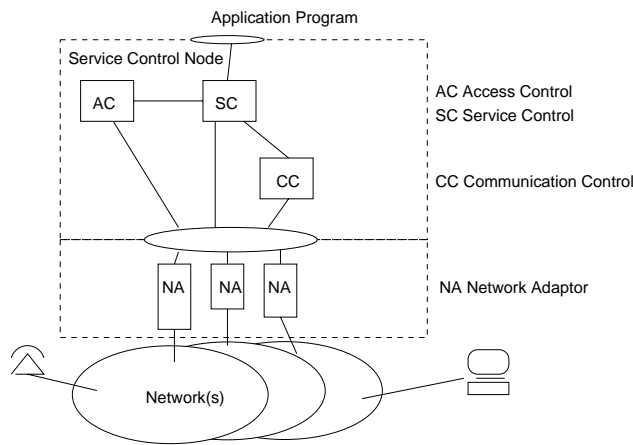 Application Program
Service Control Node
AC
SC
AC Access Control
SC Service Control
CC
CC Communication Control
NA
NA
NA
NA Network Adaptor
Network(s)